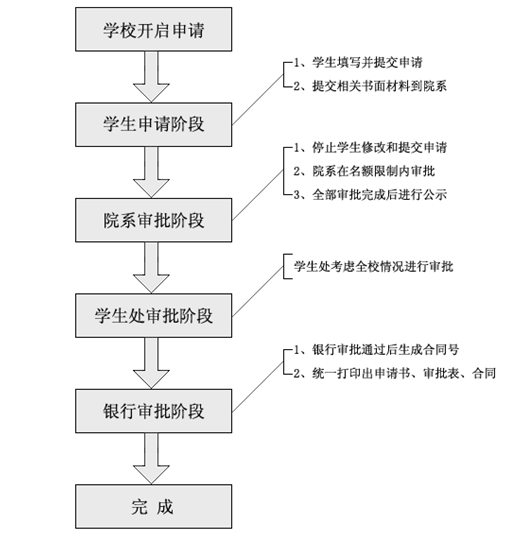 学校开启申请
1、学生填写并提交申请
2、提交相关书面材料到院系
学生申请阶段
1、停止学生修改和提交申请
2、院系在名额限制内审批
3、全部审批完成后进行公示
院系审批阶段
学生处考虑全校情况进行审批
学生处审批阶段
1、银行审批通过后生成合同号
2、统一打印出申请书、审批表、合同
银行审批阶段
完 成